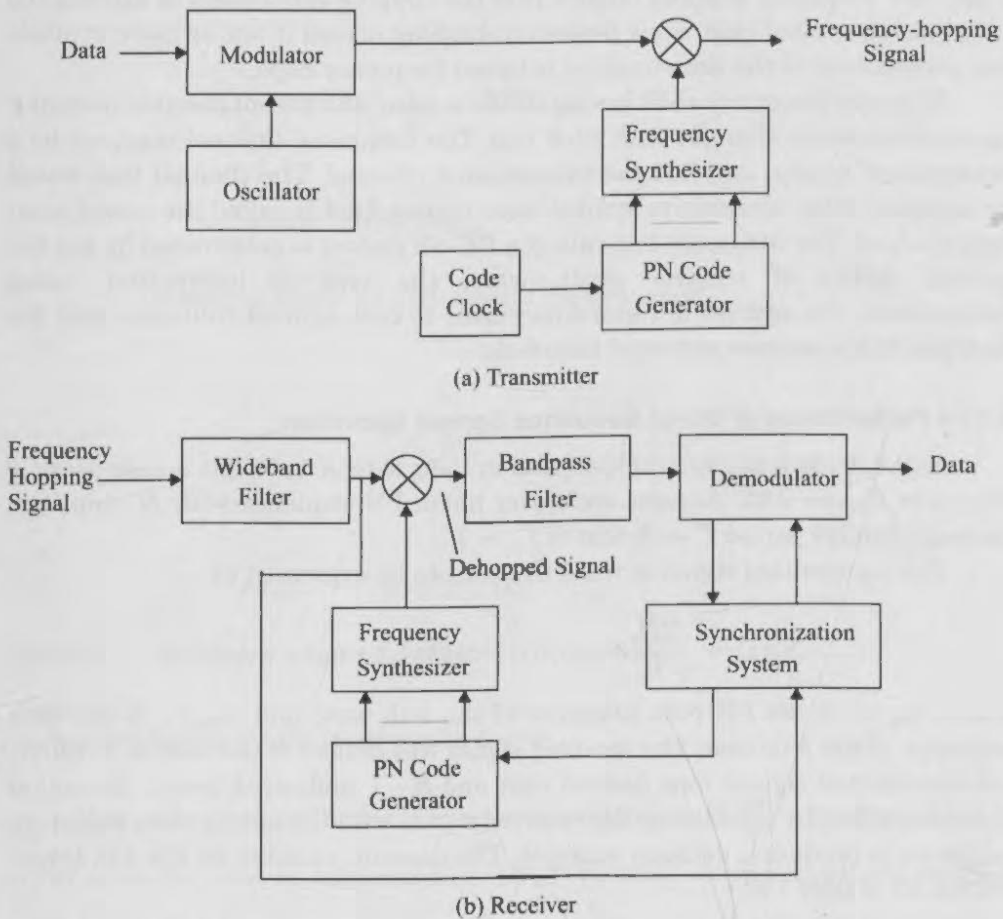 Data
Modulator
Frequency-hopping
Signal
Oscillator
Frequency
Synthesizer
Code
Clock
PN Code
Generator
(a) Transmitter
Frequency
Hopping
Signal
Wideband
Filter
Bandpass
Filter
Demodulator
Data
Dehopped Signal
Frequency
Synthesizer
Synchronization
System
PN Code
Generator
(b) Receiver